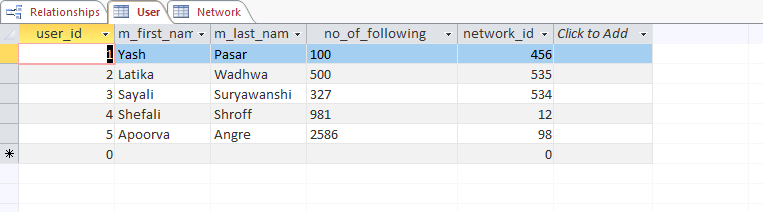 Relationships User Network
user_id m_first_nam m_last_nam no_of_following network_id Click to Add
1 Yash Pasar 100 456
2 Latika Wadhwa 500 535
3 Sayali Suryawanshi 327 534
4 Shefali Shroff 981 12
5 Apoorva Angre 2586 98
* 0 0